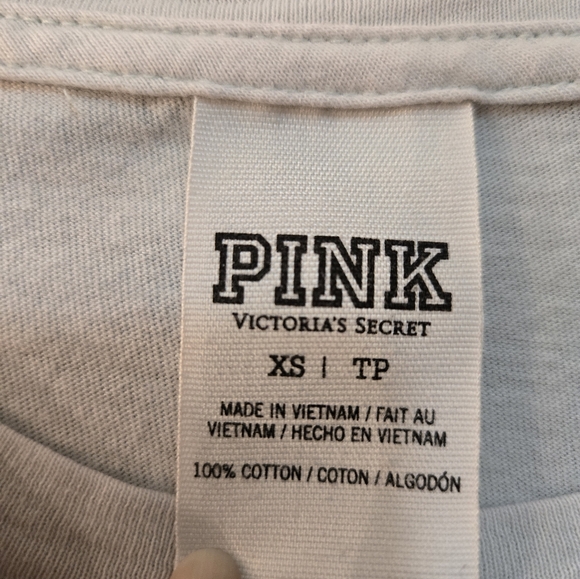 PINK
VICTORIA'S SECRET
XS | TP
MADE IN VIETNAM / FAIT AU
VIETNAM / HECHO EN VIETNAM
100% COTTON / COTON / ALGODÓN